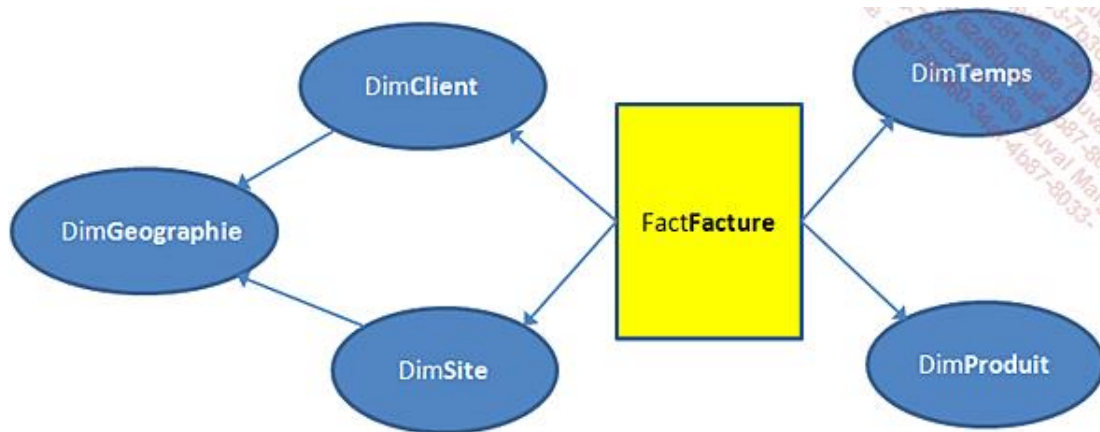 DimClient
DimTemps
DimGeographie
FactFacture
DimSite
DimProduit